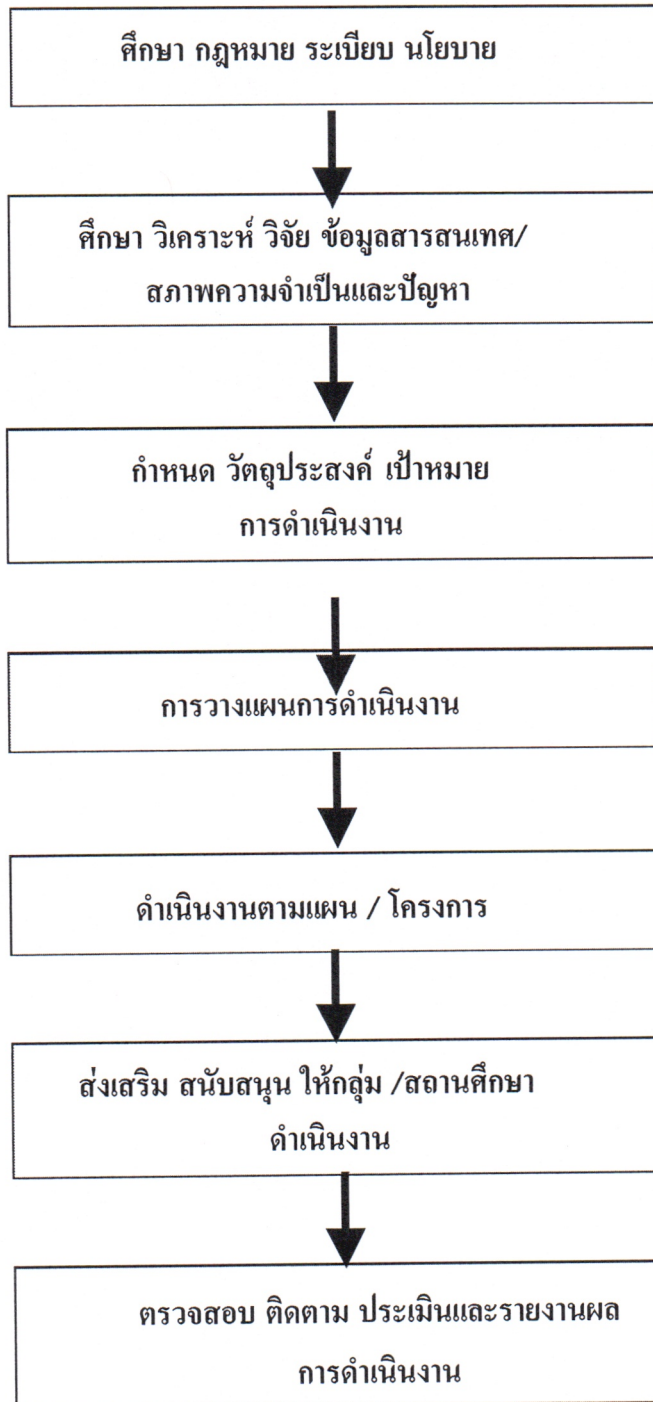 ศึกษา กฎหมาย ระเบียบ นโยบาย
ศึกษา วิเคราะห์ วิจัย ข้อมูลสารสนเทศ/
สภาพความจำเป็นและปัญหา
กำหนด วัตถุประสงค์ เป้าหมาย
การดำเนินงาน
การวางแผนการดำเนินงาน
ดำเนินงานตามแผน / โครงการ
ส่งเสริม สนับสนุน ให้กลุ่ม /สถานศึกษา
ดำเนินงาน
ตรวจสอบ ติดตาม ประเมินและรายงานผล
การดำเนินงาน